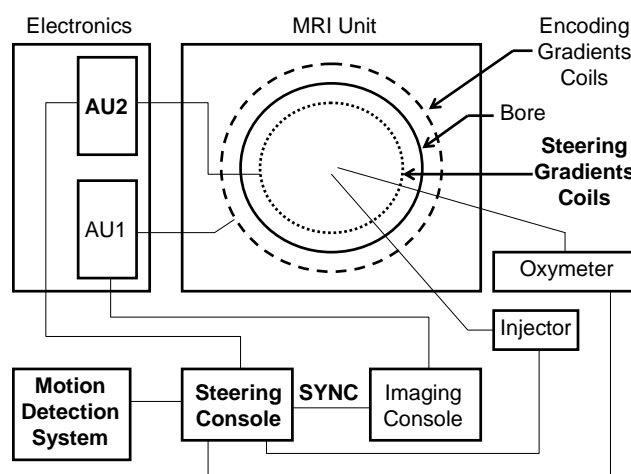 Electronics
MRI Unit
Encoding
Gradients
Coils
AU2
Bore
Steering
Gradients
Coils
AU1
Oxymeter
Injector
Motion
Detection
System
Steering
Console
SYNC
Imaging
Console